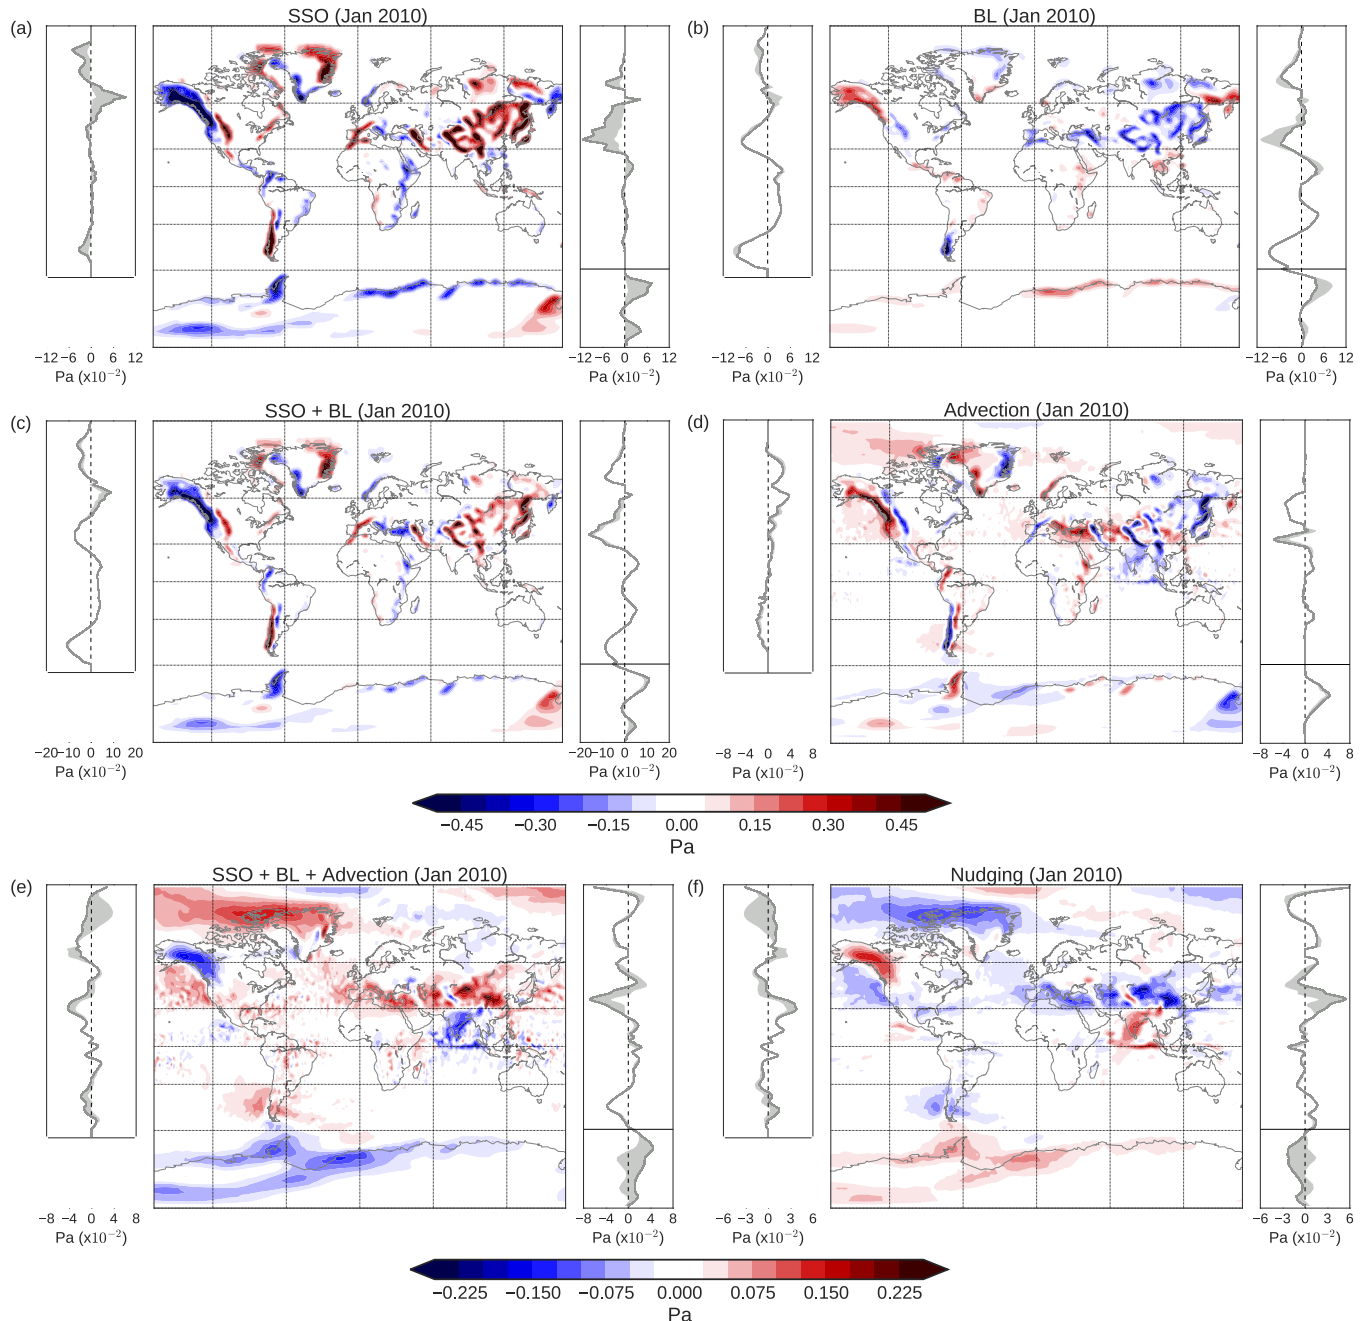 (a) SSO (Jan 2010) (b) BL (Jan 2010)
−12 −6 0 6 12 −12 −6 0 6 12 −12 −6 0 6 12 −12 −6 0 6 12
Pa (x10⁻²) Pa (x10⁻²) Pa (x10⁻²) Pa (x10⁻²)
(c) SSO + BL (Jan 2010) (d) Advection (Jan 2010)
−20−10 0 10 20 −20−10 0 10 20 −8 −4 0 4 8 −8 −4 0 4 8
Pa (x10⁻²) Pa (x10⁻²) Pa (x10⁻²) Pa (x10⁻²)
−0.45 −0.30 −0.15 0.00 0.15 0.30 0.45
Pa
(e) SSO + BL + Advection (Jan 2010) (f) Nudging (Jan 2010)
−8 −4 0 4 8 −8 −4 0 4 8 −6 −3 0 3 6 −6 −3 0 3 6
Pa (x10⁻²) Pa (x10⁻²) Pa (x10⁻²) Pa (x10⁻²)
−0.225 −0.150 −0.075 0.000 0.075 0.150 0.225
Pa